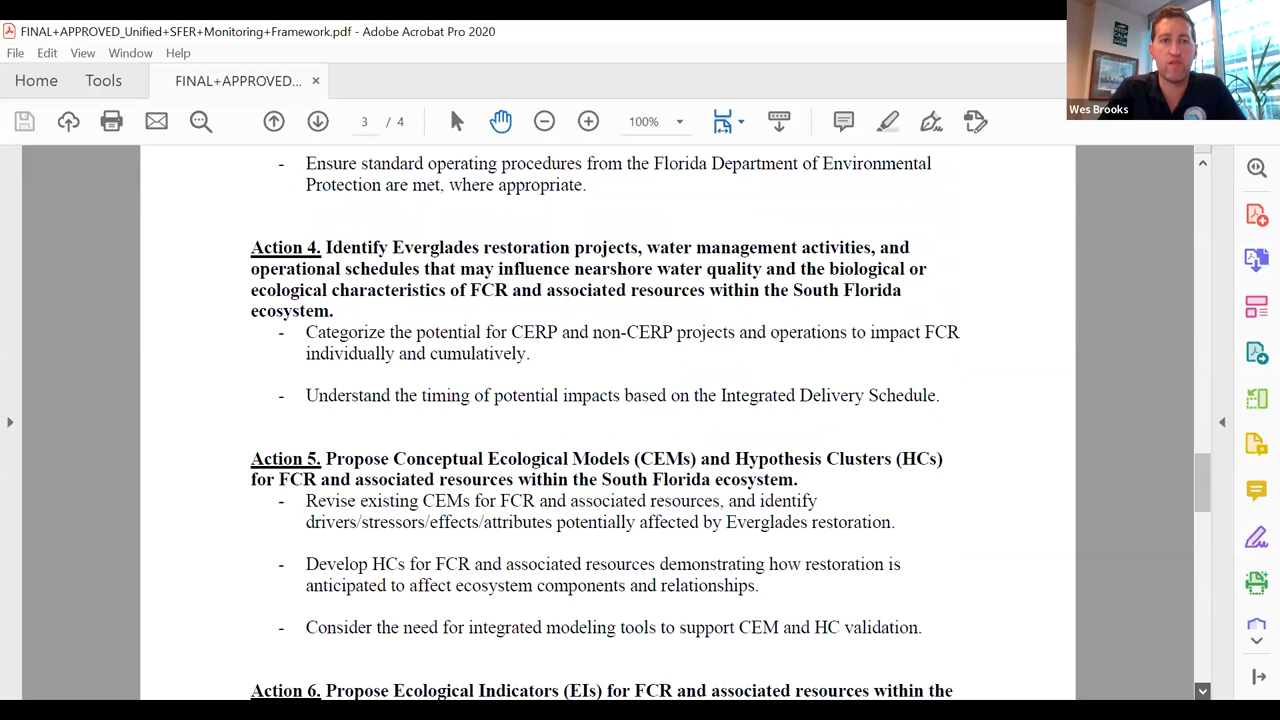 FINAL+APPROVED_Unified+SFER+Monitoring+Framework.pdf - Adobe Acrobat Pro 2020
File Edit View Window Help
Home Tools FINAL+APPROVED... ×
3 / 4 100%
KEEP CALM
Wes Brooks
- Ensure standard operating procedures from the Florida Department of Environmental
Protection are met, where appropriate.
Action 4. Identify Everglades restoration projects, water management activities, and
operational schedules that may influence nearshore water quality and the biological or
ecological characteristics of FCR and associated resources within the South Florida
ecosystem.
- Categorize the potential for CERP and non-CERP projects and operations to impact FCR
individually and cumulatively.
- Understand the timing of potential impacts based on the Integrated Delivery Schedule.
Action 5. Propose Conceptual Ecological Models (CEMs) and Hypothesis Clusters (HCs)
for FCR and associated resources within the South Florida ecosystem.
- Revise existing CEMs for FCR and associated resources, and identify
drivers/stressors/effects/attributes potentially affected by Everglades restoration.
- Develop HCs for FCR and associated resources demonstrating how restoration is
anticipated to affect ecosystem components and relationships.
- Consider the need for integrated modeling tools to support CEM and HC validation.
Action 6. Propose Ecological Indicators (EIs) for FCR and associated resources within the